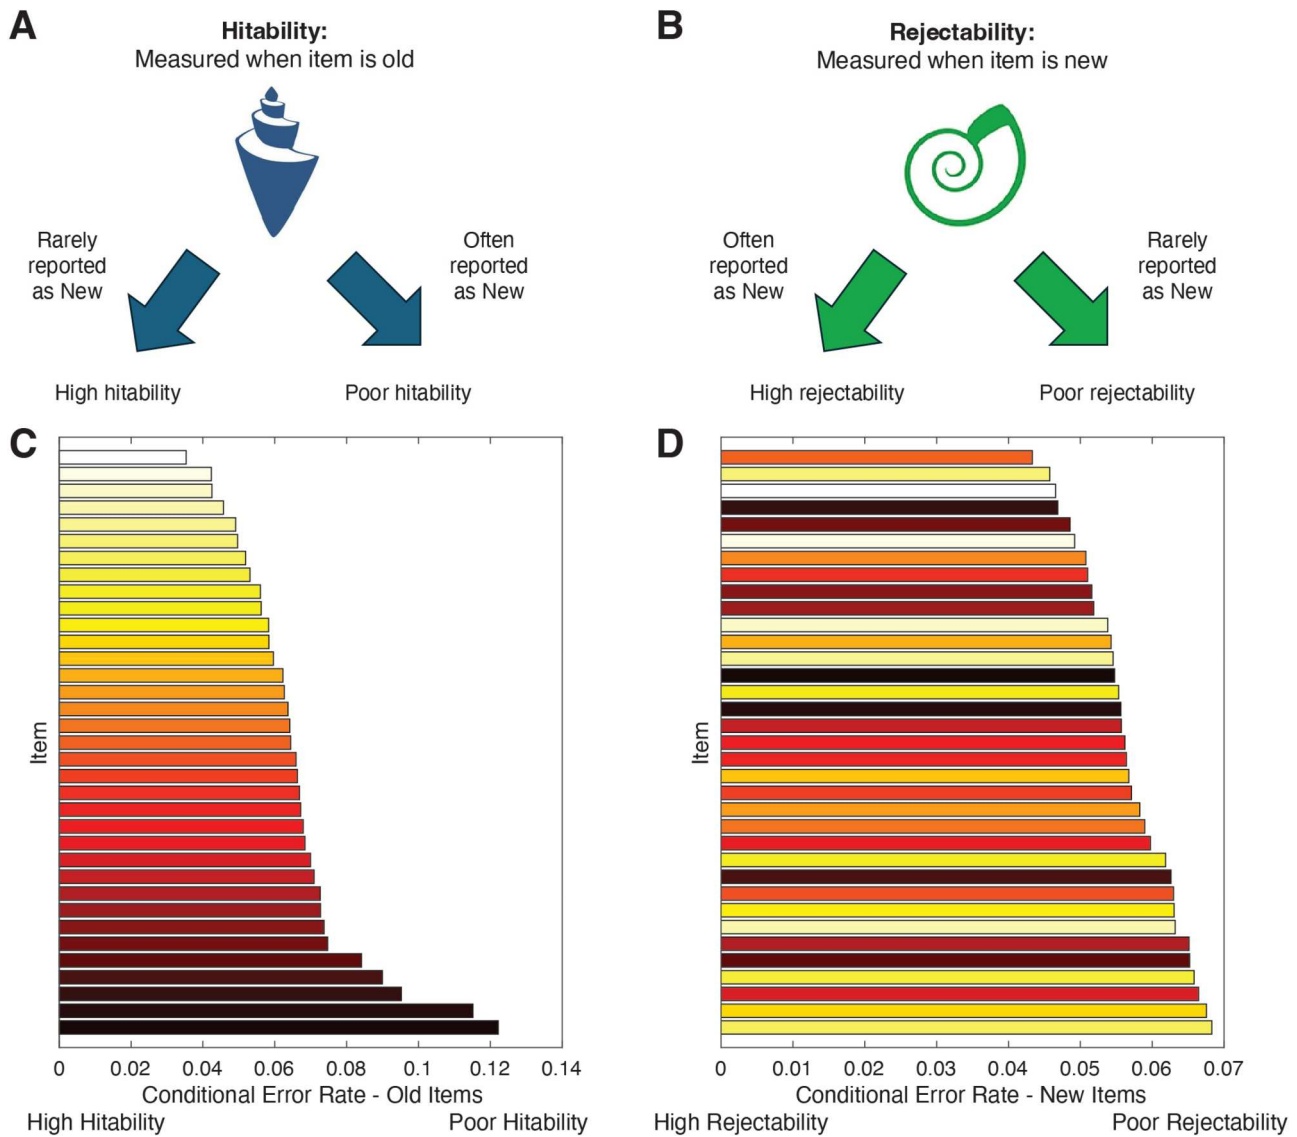 A
Hitability:
Measured when item is old
Rarely
reported
as New
Often
reported
as New
High hitability
Poor hitability
B
Rejectability:
Measured when item is new
Often
reported
as New
Rarely
reported
as New
High rejectability
Poor rejectability
C
Item
0 0.02 0.04 0.06 0.08 0.1 0.12 0.14
Conditional Error Rate - Old Items
High Hitability
Poor Hitability
D
Item
0 0.01 0.02 0.03 0.04 0.05 0.06 0.07
Conditional Error Rate - New Items
High Rejectability
Poor Rejectability